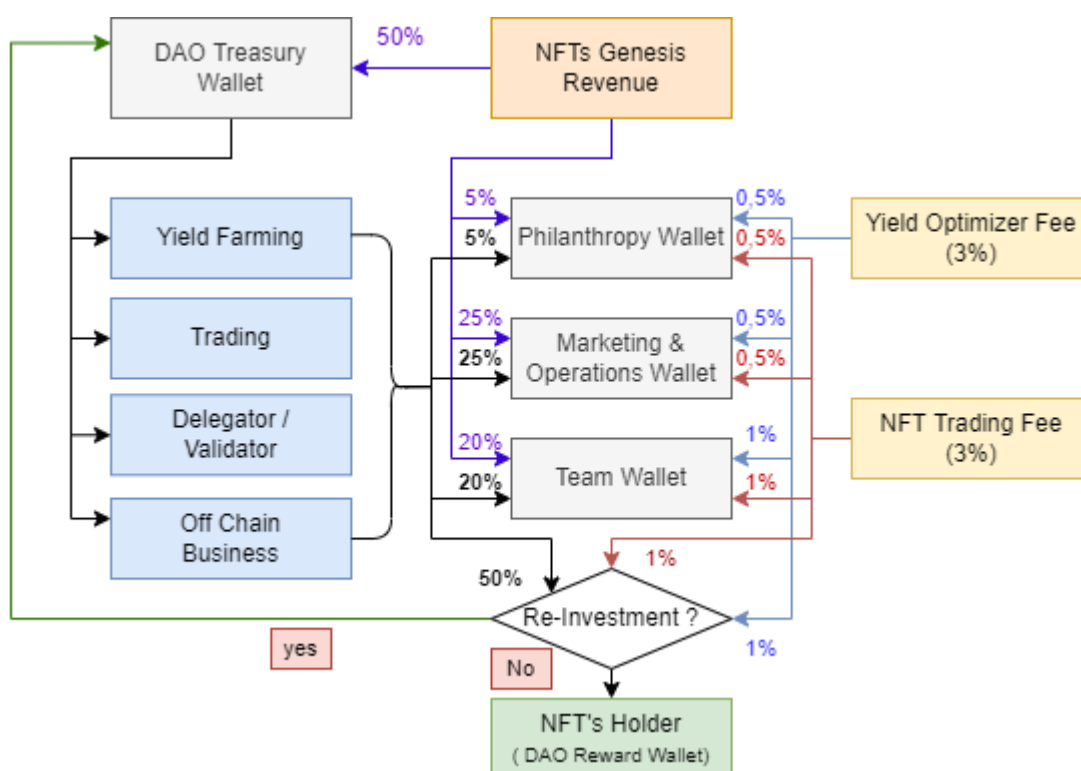 DAO Treasury
Wallet
50%
NFTs Genesis
Revenue
Yield Farming
Trading
Delegator /
Validator
Off Chain
Business
5%
5%
Philanthropy Wallet
0,5%
0,5%
Yield Optimizer Fee
(3%)
25%
25%
Marketing &
Operations Wallet
0,5%
0,5%
20%
20%
Team Wallet
1%
1%
NFT Trading Fee
(3%)
50%
1%
Re-Investment ?
1%
yes
No
NFT's Holder
( DAO Reward Wallet)